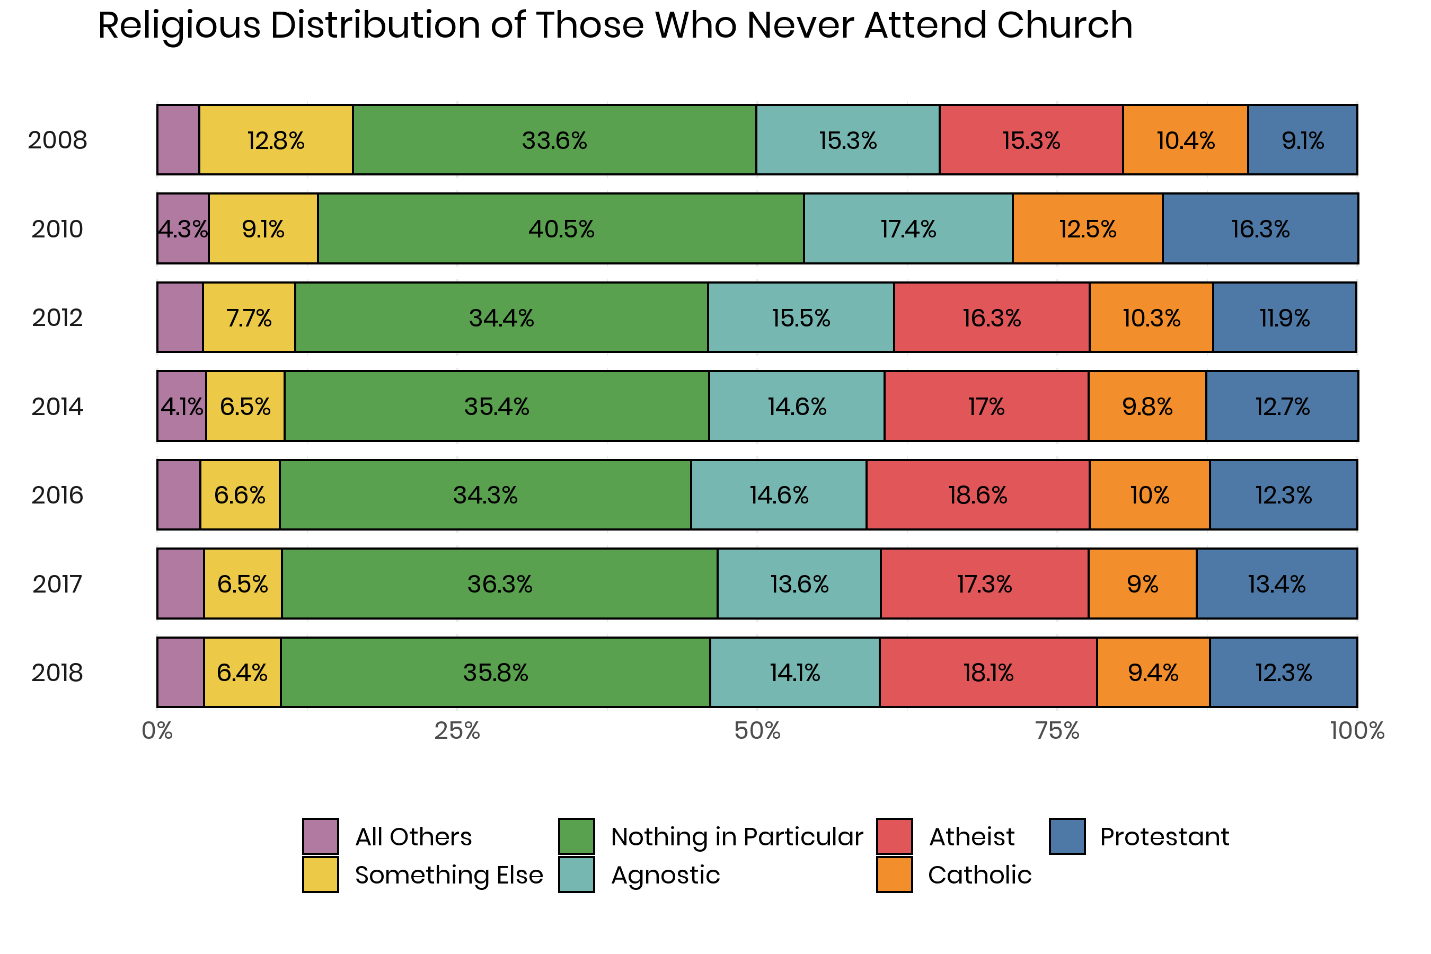 Religious Distribution of Those Who Never Attend Church
2008 12.8% 33.6% 15.3% 15.3% 10.4% 9.1%
2010 4.3% 9.1% 40.5% 17.4% 12.5% 16.3%
2012 7.7% 34.4% 15.5% 16.3% 10.3% 11.9%
2014 4.1% 6.5% 35.4% 14.6% 17% 9.8% 12.7%
2016 6.6% 34.3% 14.6% 18.6% 10% 12.3%
2017 6.5% 36.3% 13.6% 17.3% 9% 13.4%
2018 6.4% 35.8% 14.1% 18.1% 9.4% 12.3%
0% 25% 50% 75% 100%
All Others Nothing in Particular Atheist Protestant
Something Else Agnostic Catholic